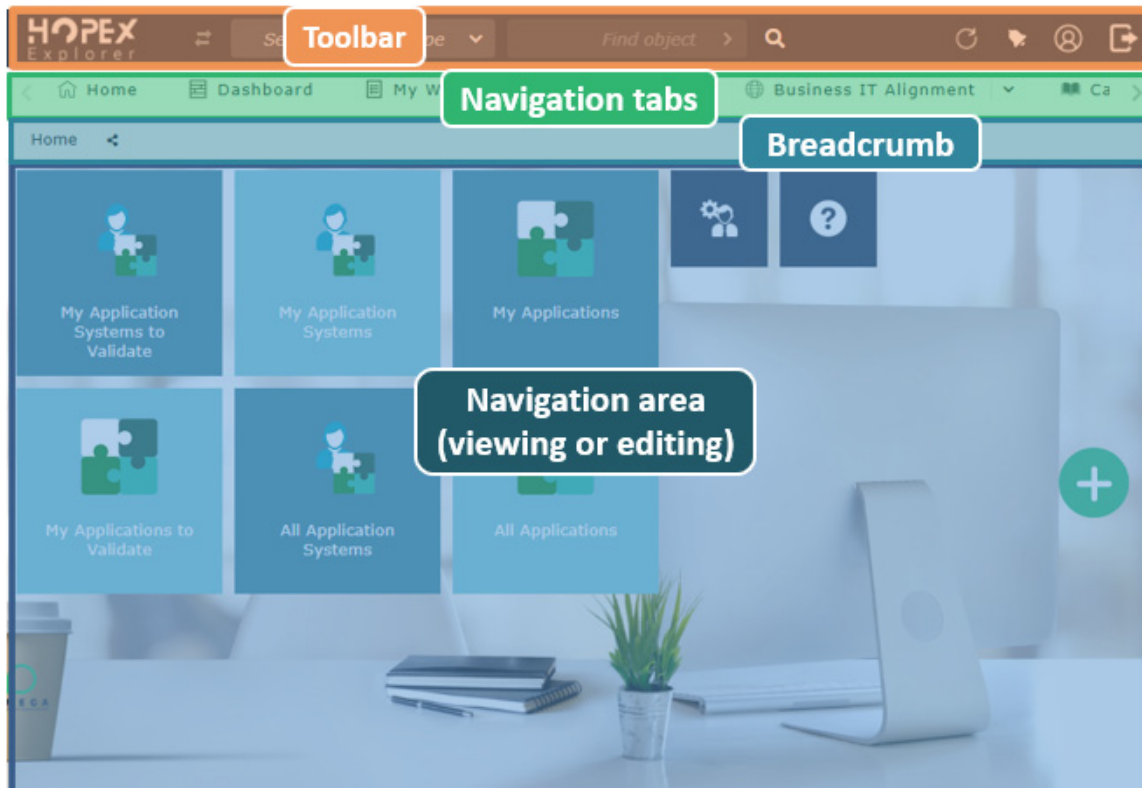 HOPEX
Explorer
Toolbar
Find object
Home
Dashboard
My
Navigation tabs
Business IT Alignment
Home
Breadcrumb
My Application
Systems to
Validate
My Application
Systems
My Applications
Navigation area
(viewing or editing)
My Applications to
Validate
All Application
Systems
All Applications